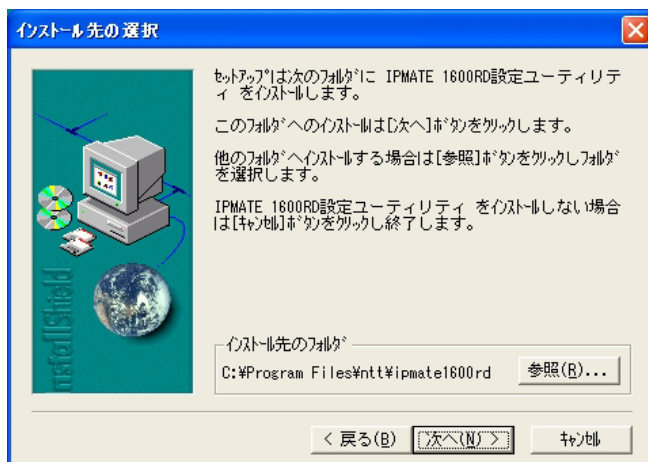 インストール先の選択
ｾｯﾄｱｯﾌﾟは次のﾌｫﾙﾀﾞに IPMATE 1600RD設定ユーティリテ
ィ をｲﾝｽﾄｰﾙします。
このﾌｫﾙﾀﾞへのｲﾝｽﾄｰﾙは[次へ]ﾎﾞﾀﾝをｸﾘｯｸします。
他のﾌｫﾙﾀﾞへｲﾝｽﾄｰﾙする場合は[参照]ﾎﾞﾀﾝをｸﾘｯｸしﾌｫﾙﾀﾞ
を選択します。
IPMATE 1600RD設定ユーティリティ をｲﾝｽﾄｰﾙしない場合
は[ｷｬﾝｾﾙ]ﾎﾞﾀﾝをｸﾘｯｸし終了します。
InstallShield
ｲﾝｽﾄｰﾙ先のﾌｫﾙﾀﾞ
C:¥Program Files¥ntt¥ipmate1600rd
参照(R)...
< 戻る(B)
次へ(N) >
ｷｬﾝｾﾙ